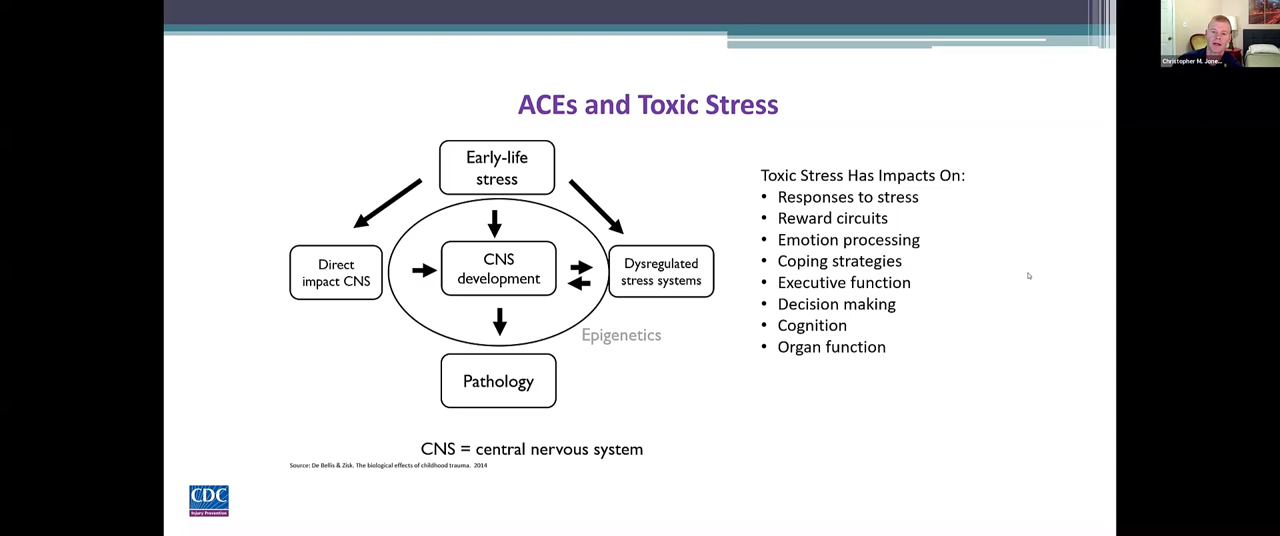 Christopher M. Jone...
ACEs and Toxic Stress
Early-life
stress
Direct
impact CNS
CNS
development
Dysregulated
stress systems
Epigenetics
Pathology
CNS = central nervous system
Source: De Bellis & Zisk. The biological effects of childhood trauma. 2014
Toxic Stress Has Impacts On:
• Responses to stress
• Reward circuits
• Emotion processing
• Coping strategies
• Executive function
• Decision making
• Cognition
• Organ function
CDC
Injury Prevention